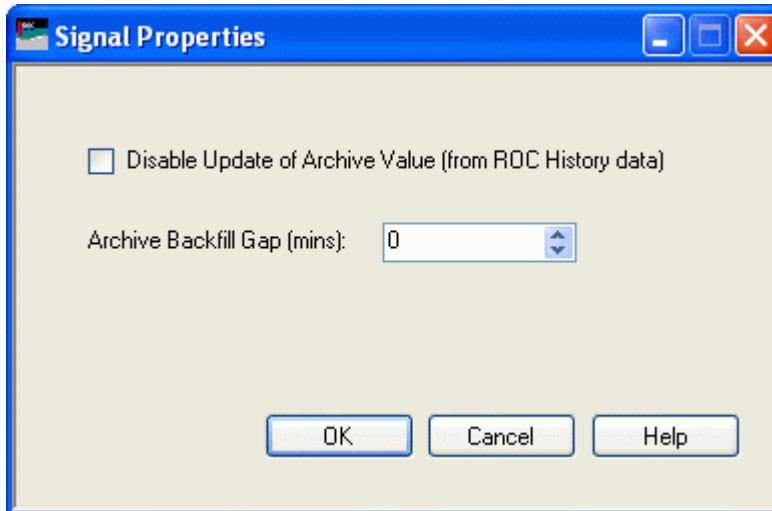 Signal Properties
Disable Update of Archive Value (from ROC History data)
Archive Backfill Gap (mins): 0
OK Cancel Help